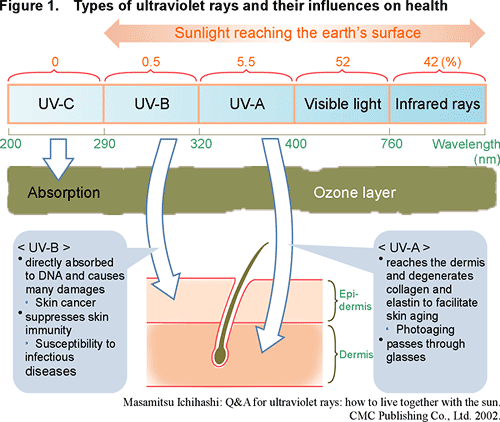 Figure 1. Types of ultraviolet rays and their influences on health
Sunlight reaching the earth's surface
0 0.5 5.5 52 42 (%)
UV-C UV-B UV-A Visible light Infrared rays
200 290 320 400 760 Wavelength
(nm)
Absorption Ozone layer
< UV-B >
• directly absorbed
to DNA and causes
many damages
• Skin cancer
• suppresses skin
immunity
• Susceptibility to
infectious
diseases
Epi-
dermis
Dermis
< UV-A >
• reaches the dermis
and degenerates
collagen and
elastin to facilitate
skin aging
• Photoaging
• passes through
glasses
Masamitsu Ichihashi: Q&A for ultraviolet rays: how to live together with the sun.
CMC Publishing Co., Ltd. 2002.